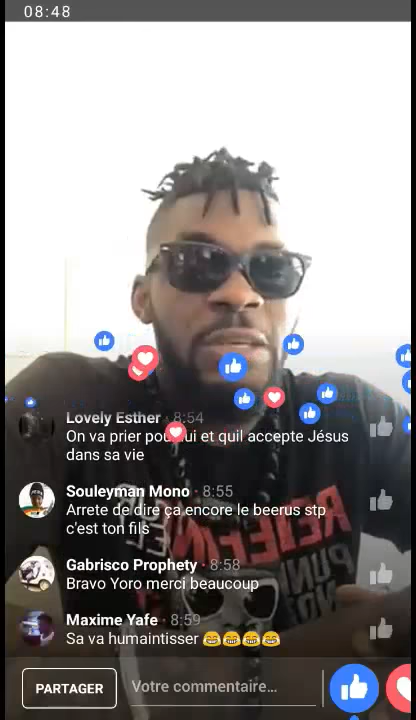 08:48
Lovely Esther · 8:54
On va prier pour lui et quil accepte Jésus
dans sa vie
Souleyman Mono · 8:55
Arrete de dire ça encore le beerus stp
c'est ton fils
Gabrisco Prophety · 8:58
Bravo Yoro merci beaucoup
Maxime Yafe · 8:59
Sa va humaintisser 😂😂😂😂
PARTAGER
Votre commentaire...